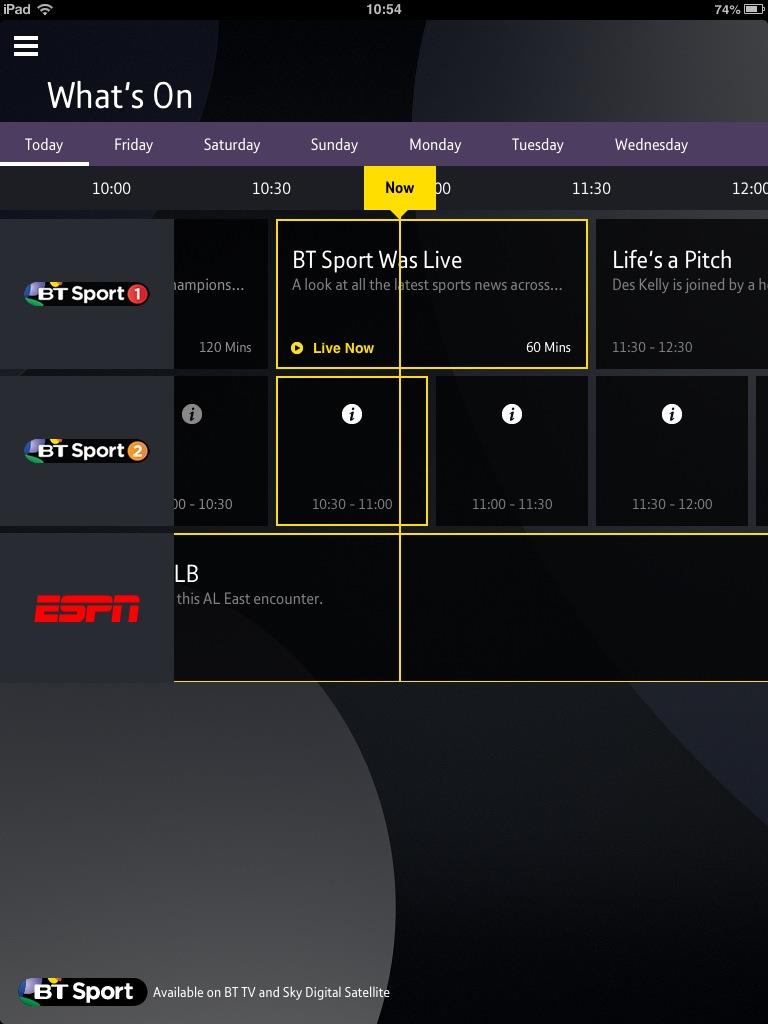 iPad 10:54 74%
What's On
Today Friday Saturday Sunday Monday Tuesday Wednesday
10:00 10:30 Now 00 11:30 12:00
BT Sport 1
hampions...
120 Mins
BT Sport Was Live
A look at all the latest sports news across...
Live Now 60 Mins
Life's a Pitch
Des Kelly is joined by a h
11:30 - 12:30
BT Sport 2
i i i i
00 - 10:30 10:30 - 11:00 11:00 - 11:30 11:30 - 12:00
ESPN
LB
this AL East encounter.
BT Sport Available on BT TV and Sky Digital Satellite